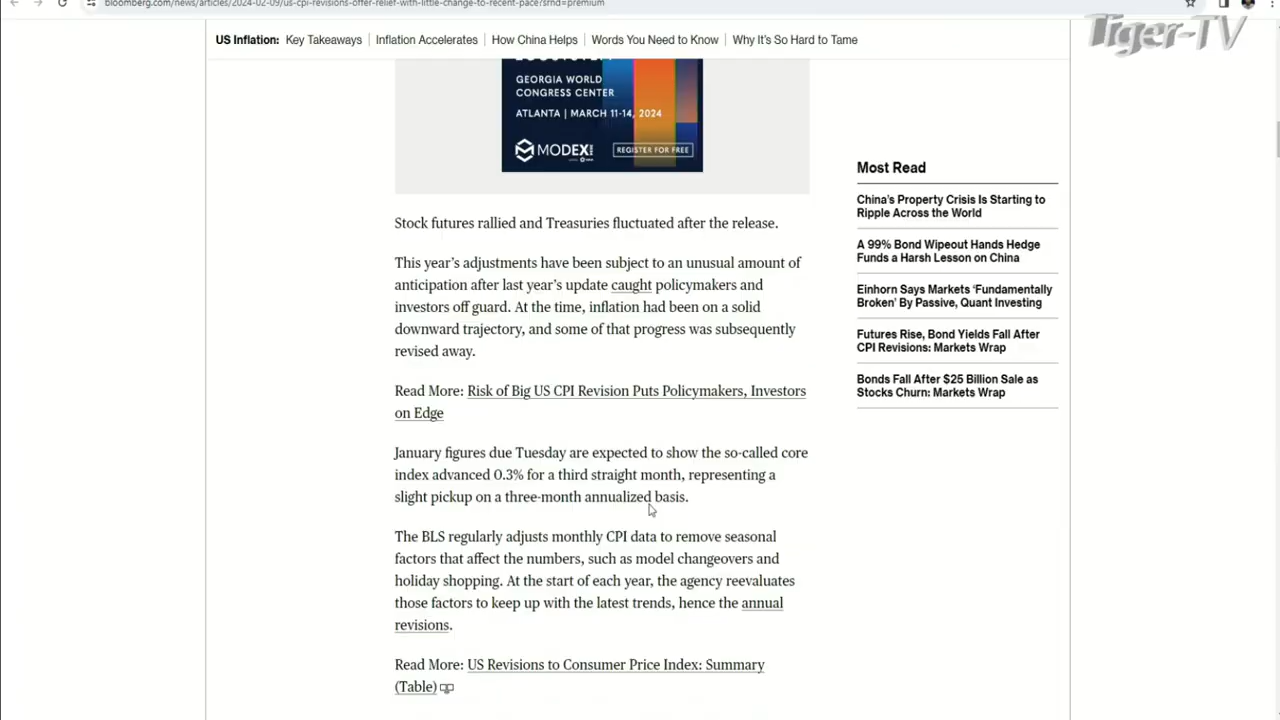 bloomberg.com/news/articles/2024-02-09/us-cpi-revisions-offer-relief-with-little-change-to-recent-pace?srnd=premium
Tiger-TV
US Inflation: Key Takeaways | Inflation Accelerates | How China Helps | Words You Need to Know | Why It's So Hard to Tame
GEORGIA WORLD
CONGRESS CENTER
ATLANTA | MARCH 11-14, 2024
MODEX
REGISTER FOR FREE
Stock futures rallied and Treasuries fluctuated after the release.
This year's adjustments have been subject to an unusual amount of
anticipation after last year's update caught policymakers and
investors off guard. At the time, inflation had been on a solid
downward trajectory, and some of that progress was subsequently
revised away.
Read More: Risk of Big US CPI Revision Puts Policymakers, Investors
on Edge
January figures due Tuesday are expected to show the so-called core
index advanced 0.3% for a third straight month, representing a
slight pickup on a three-month annualized basis.
The BLS regularly adjusts monthly CPI data to remove seasonal
factors that affect the numbers, such as model changeovers and
holiday shopping. At the start of each year, the agency reevaluates
those factors to keep up with the latest trends, hence the annual
revisions.
Read More: US Revisions to Consumer Price Index: Summary
(Table)
Most Read
China's Property Crisis Is Starting to
Ripple Across the World
A 99% Bond Wipeout Hands Hedge
Funds a Harsh Lesson on China
Einhorn Says Markets 'Fundamentally
Broken' By Passive, Quant Investing
Futures Rise, Bond Yields Fall After
CPI Revisions: Markets Wrap
Bonds Fall After $25 Billion Sale as
Stocks Churn: Markets Wrap